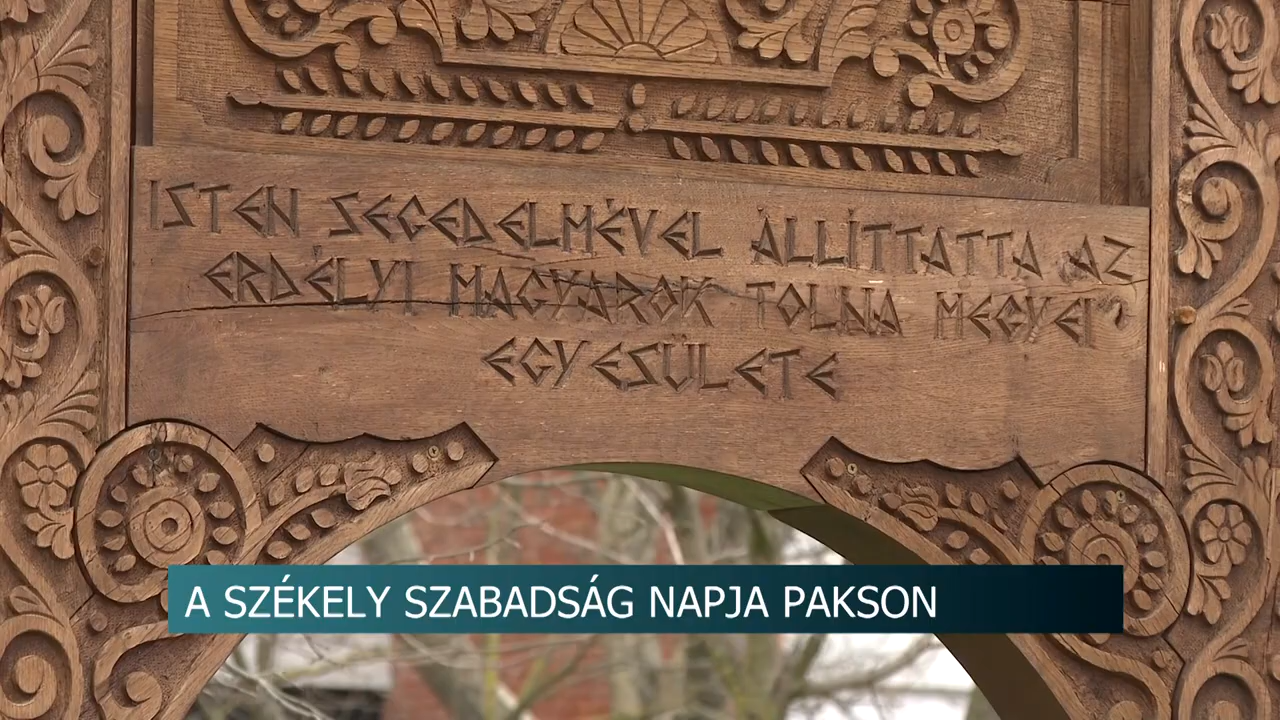 ISTEN SEGEDELMÉVEL ÁLLÍTTATTA AZ
ERDÉLYI MAGYAROK TOLNA MEGYEI
EGYESÜLETE
A SZÉKELY SZABADSÁG NAPJA PAKSON